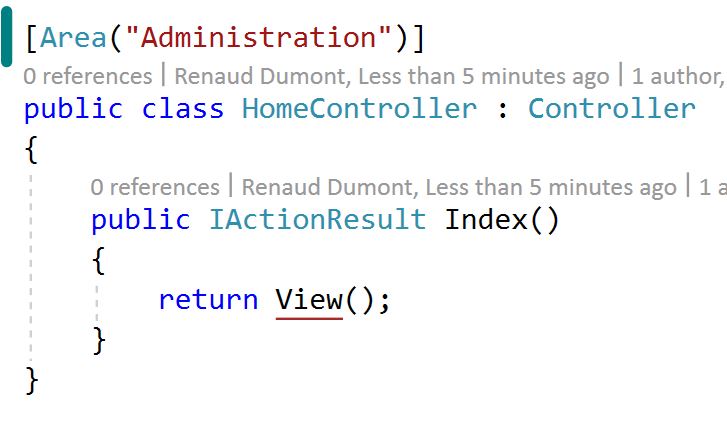 [Area("Administration")]
0 references | Renaud Dumont, Less than 5 minutes ago | 1 author,
public class HomeController : Controller
{
0 references | Renaud Dumont, Less than 5 minutes ago | 1 a
public IActionResult Index()
{
return View();
}
}